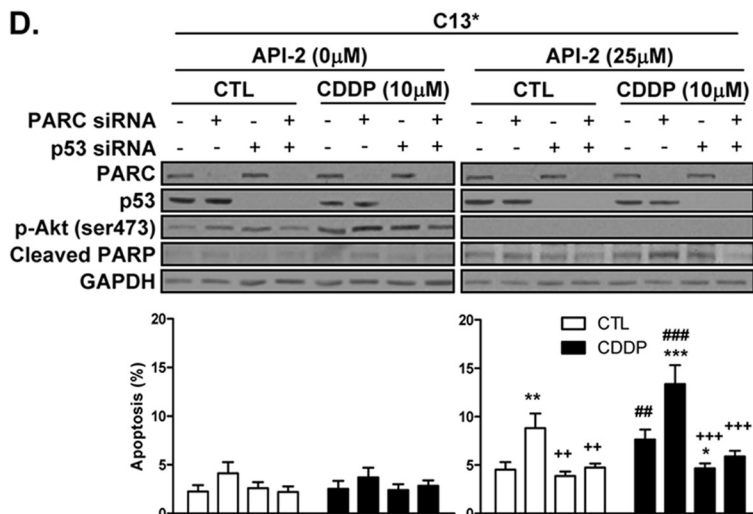 D.
C13*
API-2 (0µM) API-2 (25µM)
CTL CDDP (10µM) CTL CDDP (10µM)
PARC siRNA - + - + - + - + - + - + - + - +
p53 siRNA - - + + - - + + - - + + - - + +
PARC
p53
p-Akt (ser473)
Cleaved PARP
GAPDH
20 20
CTL
CDDP
15 15
###
***
10 10
**
##
+++
+++
*
++ ++
5 5
0 0
Apoptosis (%)